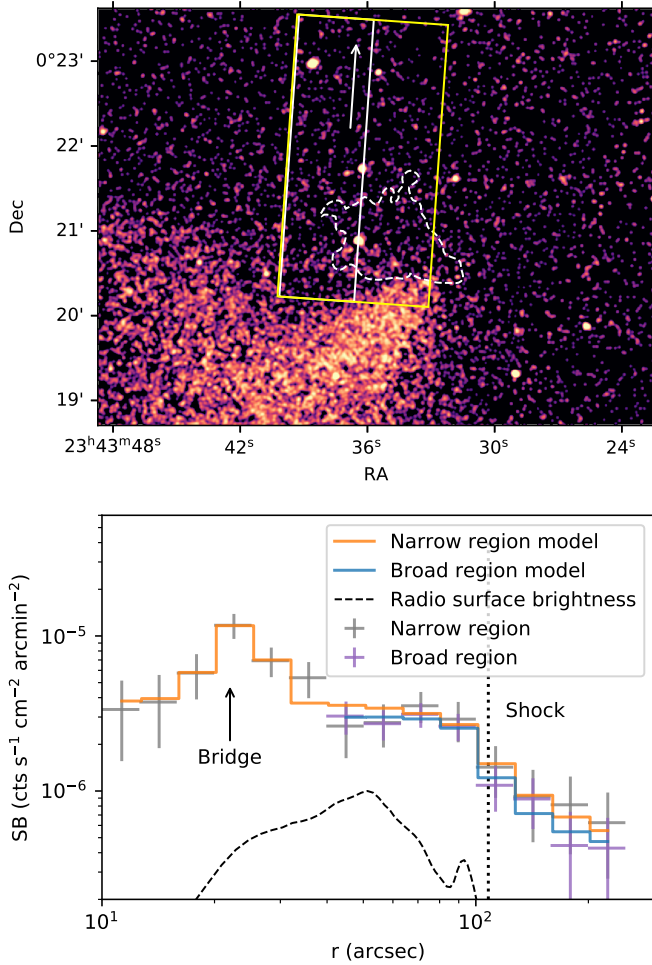 0°23'
22'
21'
20'
19'
Dec
23ʰ43ᵐ48ˢ 42ˢ 36ˢ 30ˢ 24ˢ
RA
Narrow region model
Broad region model
Radio surface brightness
Narrow region
Broad region
Shock
Bridge
10⁻⁵
10⁻⁶
SB (cts s⁻¹ cm⁻² arcmin⁻²)
10¹ 10²
r (arcsec)